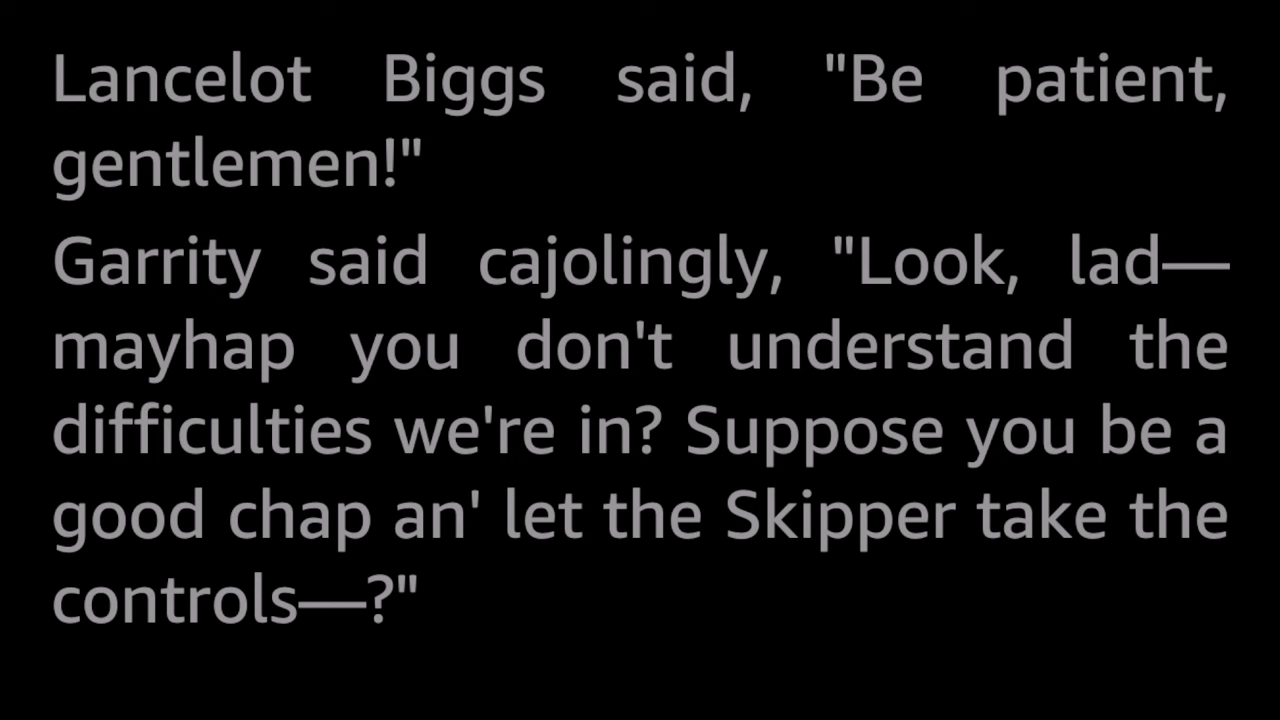 Lancelot Biggs said, "Be patient,
gentlemen!"
Garrity said cajolingly, "Look, lad—
mayhap you don't understand the
difficulties we're in? Suppose you be a
good chap an' let the Skipper take the
controls—?"